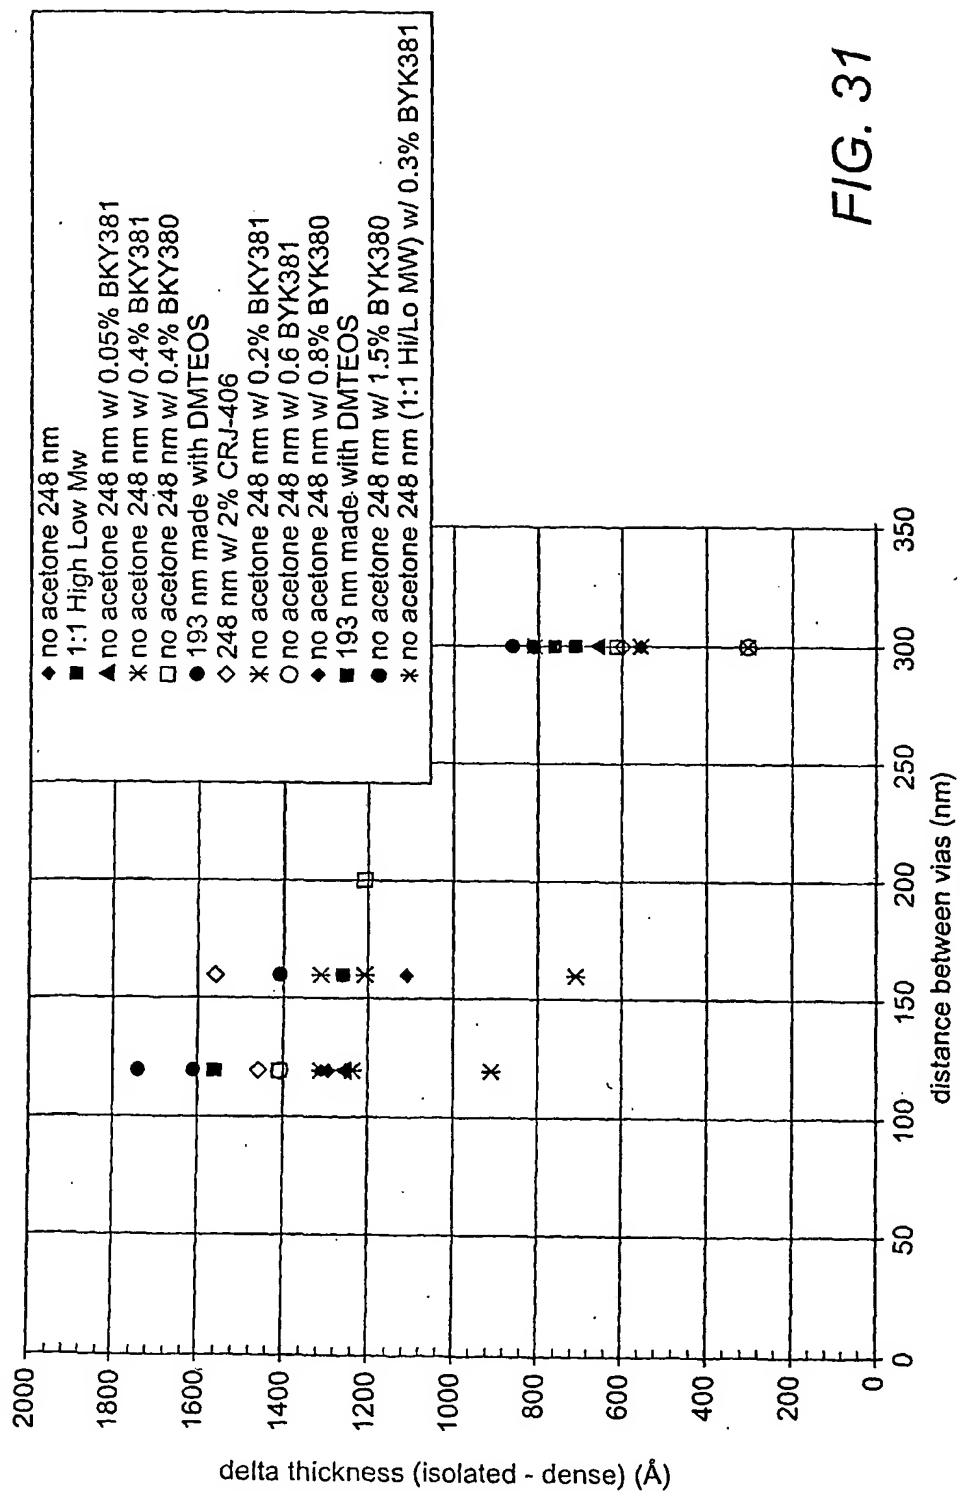 ♦ no acetone 248 nm
■ 1:1 High Low Mw
▲ no acetone 248 nm w/ 0.05% BKY381
✳ no acetone 248 nm w/ 0.4% BKY381
□ no acetone 248 nm w/ 0.4% BKY380
● 193 nm made with DMTEOS
◇ 248 nm w/ 2% CRJ-406
✳ no acetone 248 nm w/ 0.2% BKY381
○ no acetone 248 nm w/ 0.6 BYK381
♦ no acetone 248 nm w/ 0.8% BYK380
■ 193 nm made with DMTEOS
● no acetone 248 nm w/ 1.5% BYK380
✳ no acetone 248 nm (1:1 Hi/Lo MW) w/ 0.3% BYK381
2000
1800
1600
1400
1200
1000
800
600
400
200
0
delta thickness (isolated - dense) (Å)
0
50
100
150
200
250
300
350
distance between vias (nm)
FIG. 31